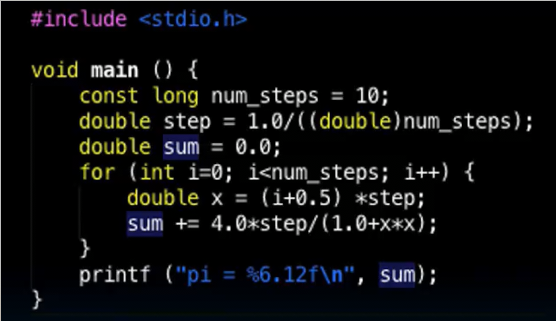 #include <stdio.h>
void main () {
const long num_steps = 10;
double step = 1.0/((double)num_steps);
double sum = 0.0;
for (int i=0; i<num_steps; i++) {
double x = (i+0.5) *step;
sum += 4.0*step/(1.0+x*x);
}
printf ("pi = %6.12f\n", sum);
}